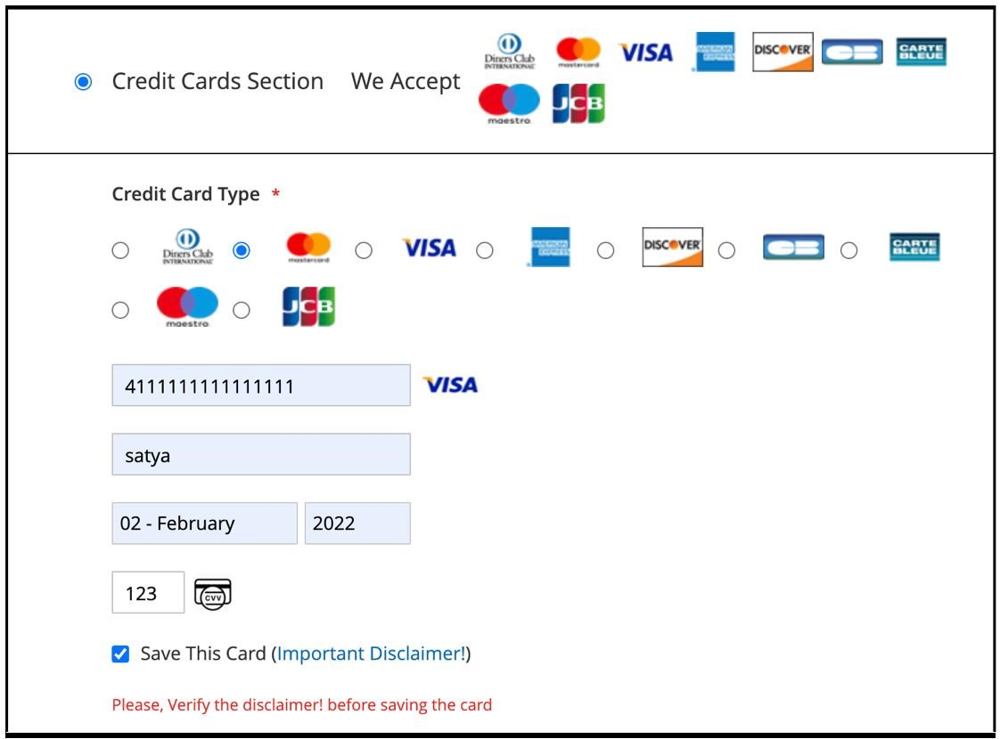 Credit Cards Section We Accept Diners Club INTERNATIONAL mastercard VISA AMERICAN EXPRESS DISCOVER CB CARTE BLEUE
maestro JCB
Credit Card Type *
Diners Club INTERNATIONAL mastercard VISA AMERICAN EXPRESS DISCOVER CB CARTE BLEUE
maestro JCB
4111111111111111 VISA
satya
02 - February 2022
123 CVV
Save This Card (Important Disclaimer!)
Please, Verify the disclaimer! before saving the card